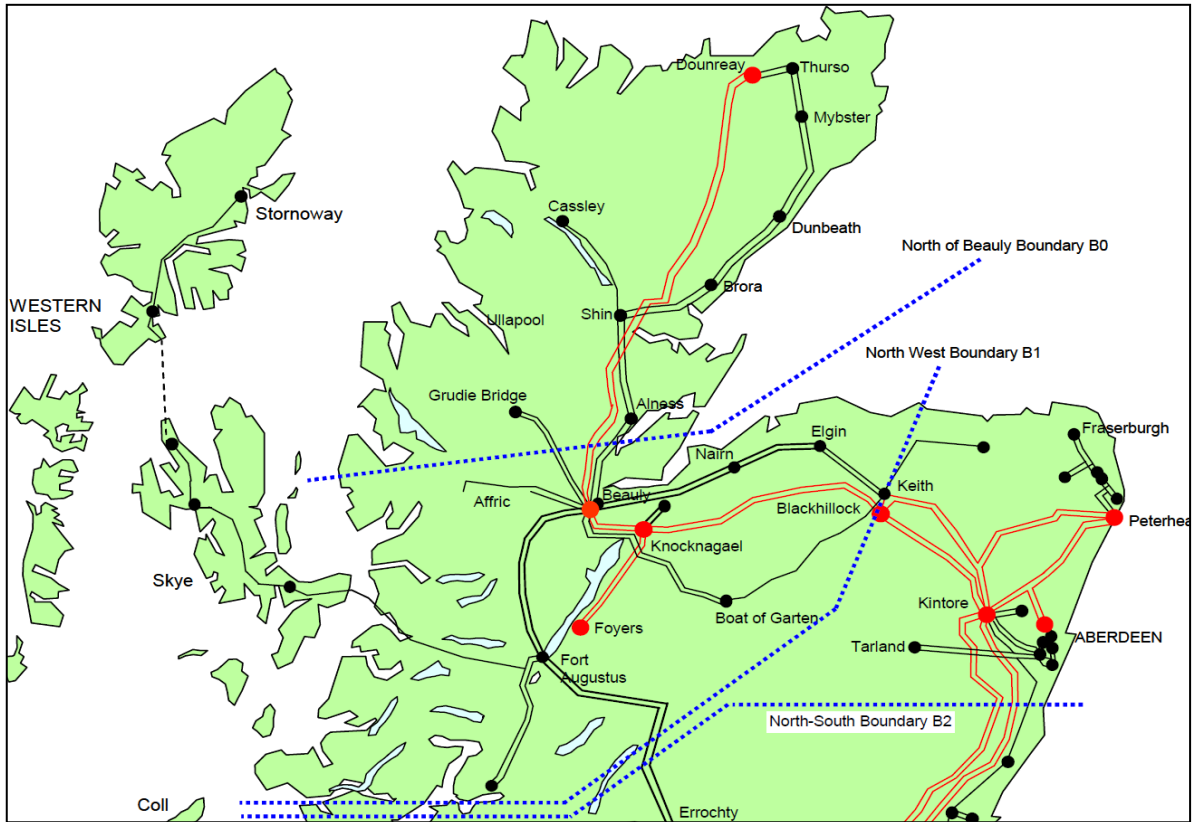 Dounreay
Thurso
Mybster
Cassley
Stornoway
Dunbeath
North of Beauly Boundary B0
Brora
WESTERN
ISLES
Ullapool
Shin
North West Boundary B1
Grudie Bridge
Alness
Elgin
Fraserburgh
Nairn
Keith
Affric
Beauly
Blackhillock
Peterhea
Knocknagael
Skye
Kintore
Boat of Garten
Foyers
ABERDEEN
Tarland
Fort
Augustus
North-South Boundary B2
Coll
Errochty